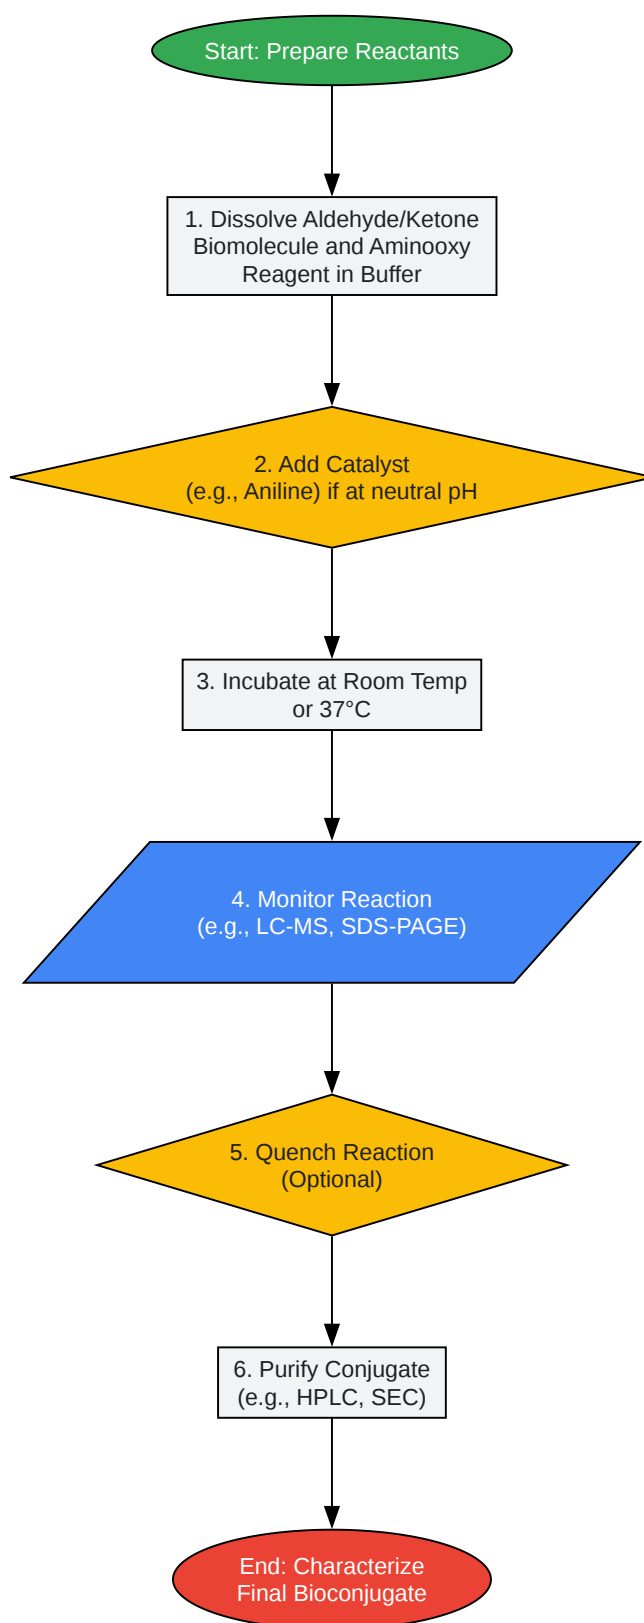 Start: Prepare Reactants
1. Dissolve Aldehyde/Ketone
Biomolecule and Aminooxy
Reagent in Buffer
2. Add Catalyst
(e.g., Aniline) if at neutral pH
3. Incubate at Room Temp
or 37°C
4. Monitor Reaction
(e.g., LC-MS, SDS-PAGE)
5. Quench Reaction
(Optional)
6. Purify Conjugate
(e.g., HPLC, SEC)
End: Characterize
Final Bioconjugate